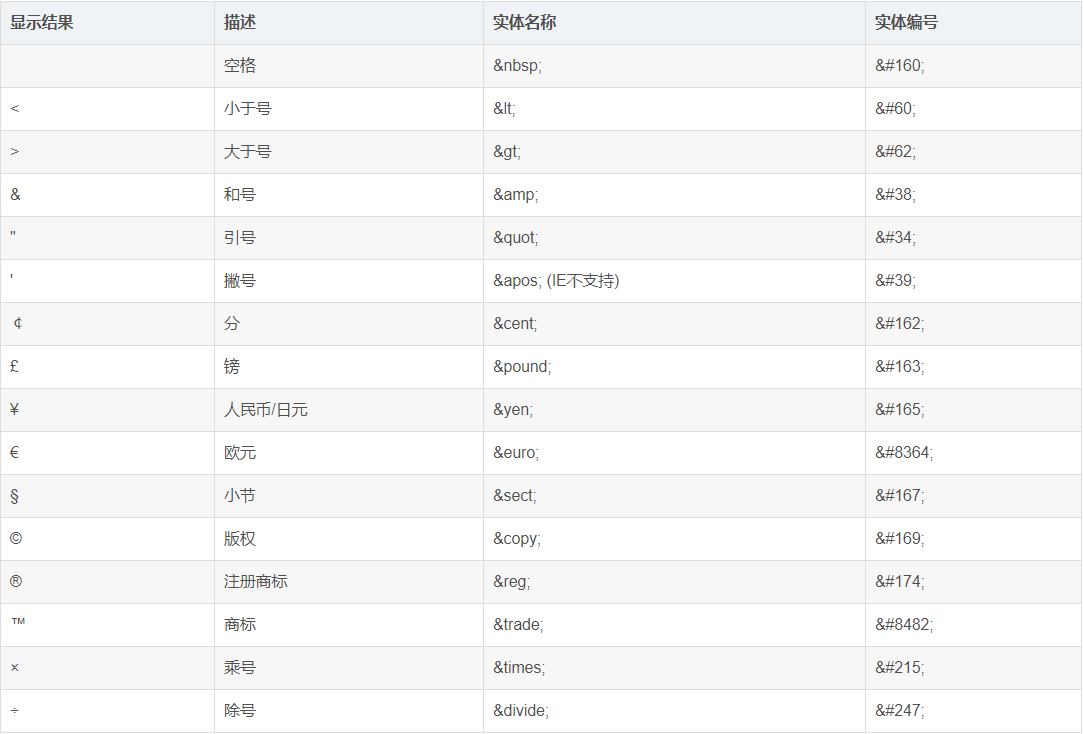 显示结果 描述 实体名称 实体编号
空格 &nbsp; &#160;
< 小于号 &lt; &#60;
> 大于号 &gt; &#62;
& 和号 &amp; &#38;
" 引号 &quot; &#34;
' 撇号 &apos; (IE不支持) &#39;
￠ 分 &cent; &#162;
£ 镑 &pound; &#163;
¥ 人民币/日元 &yen; &#165;
€ 欧元 &euro; &#8364;
§ 小节 &sect; &#167;
© 版权 &copy; &#169;
® 注册商标 &reg; &#174;
™ 商标 &trade; &#8482;
× 乘号 &times; &#215;
÷ 除号 &divide; &#247;